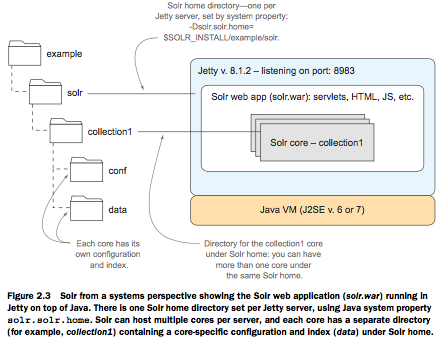 Solr home directory—one per
Jetty server, set by system property:
-Dsolr.solr.home=
$SOLR_INSTALL/example/solr.
example
solr
collection1
conf
data
Jetty v. 8.1.2 – listening on port: 8983
Solr web app (solr.war): servlets, HTML, JS, etc.
Solr core – collection1
Java VM (J2SE v. 6 or 7)
Each core has its
own configuration
and index.
Directory for the collection1 core
under Solr home: you can have
more than one core under
the same Solr home.
Figure 2.3 Solr from a systems perspective showing the Solr web application (solr.war) running in
Jetty on top of Java. There is one Solr home directory set per Jetty server, using Java system property
solr.solr.home. Solr can host multiple cores per server, and each core has a separate directory
(for example, collection1) containing a core-specific configuration and index (data) under Solr home.